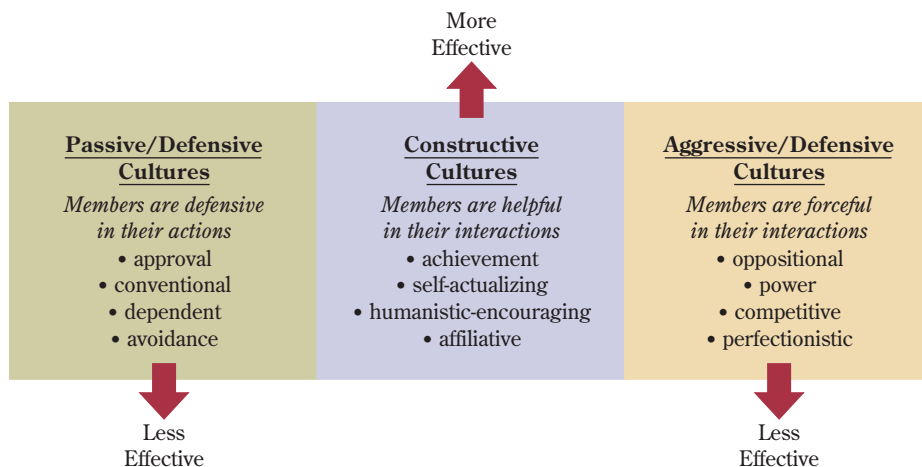 More
Effective
Passive/Defensive
Cultures
Members are defensive
in their actions
• approval
• conventional
• dependent
• avoidance
Constructive
Cultures
Members are helpful
in their interactions
• achievement
• self-actualizing
• humanistic-encouraging
• affiliative
Aggressive/Defensive
Cultures
Members are forceful
in their interactions
• oppositional
• power
• competitive
• perfectionistic
Less
Effective
Less
Effective